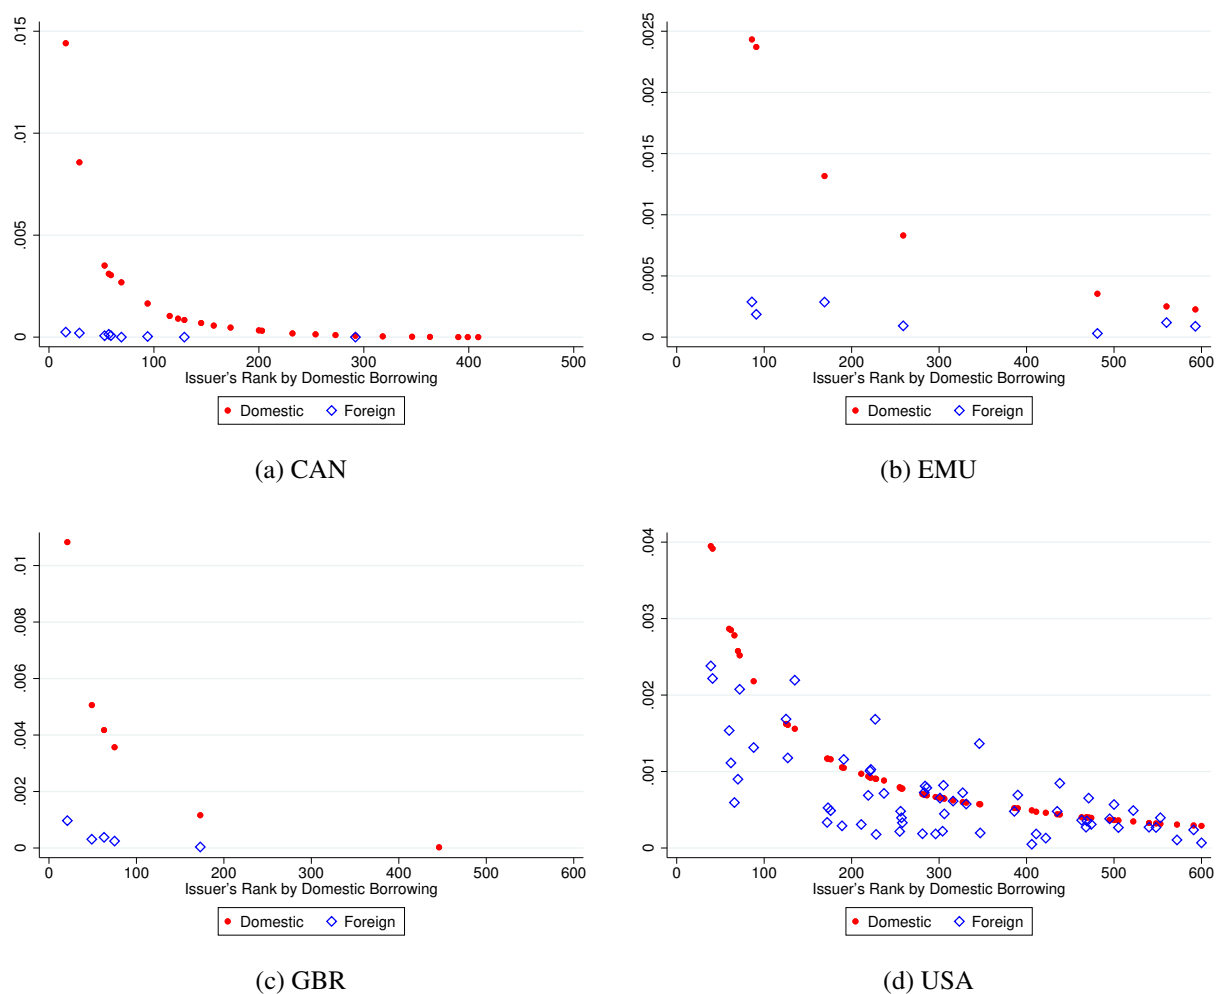 .015
.01
.005
0
0 100 200 300 400 500
Issuer's Rank by Domestic Borrowing
Domestic Foreign
(a) CAN
.0025
.002
.0015
.001
.0005
0
0 100 200 300 400 500 600
Issuer's Rank by Domestic Borrowing
Domestic Foreign
(b) EMU
.01
.008
.006
.004
.002
0
0 100 200 300 400 500 600
Issuer's Rank by Domestic Borrowing
Domestic Foreign
(c) GBR
.004
.003
.002
.001
0
0 100 200 300 400 500 600
Issuer's Rank by Domestic Borrowing
Domestic Foreign
(d) USA